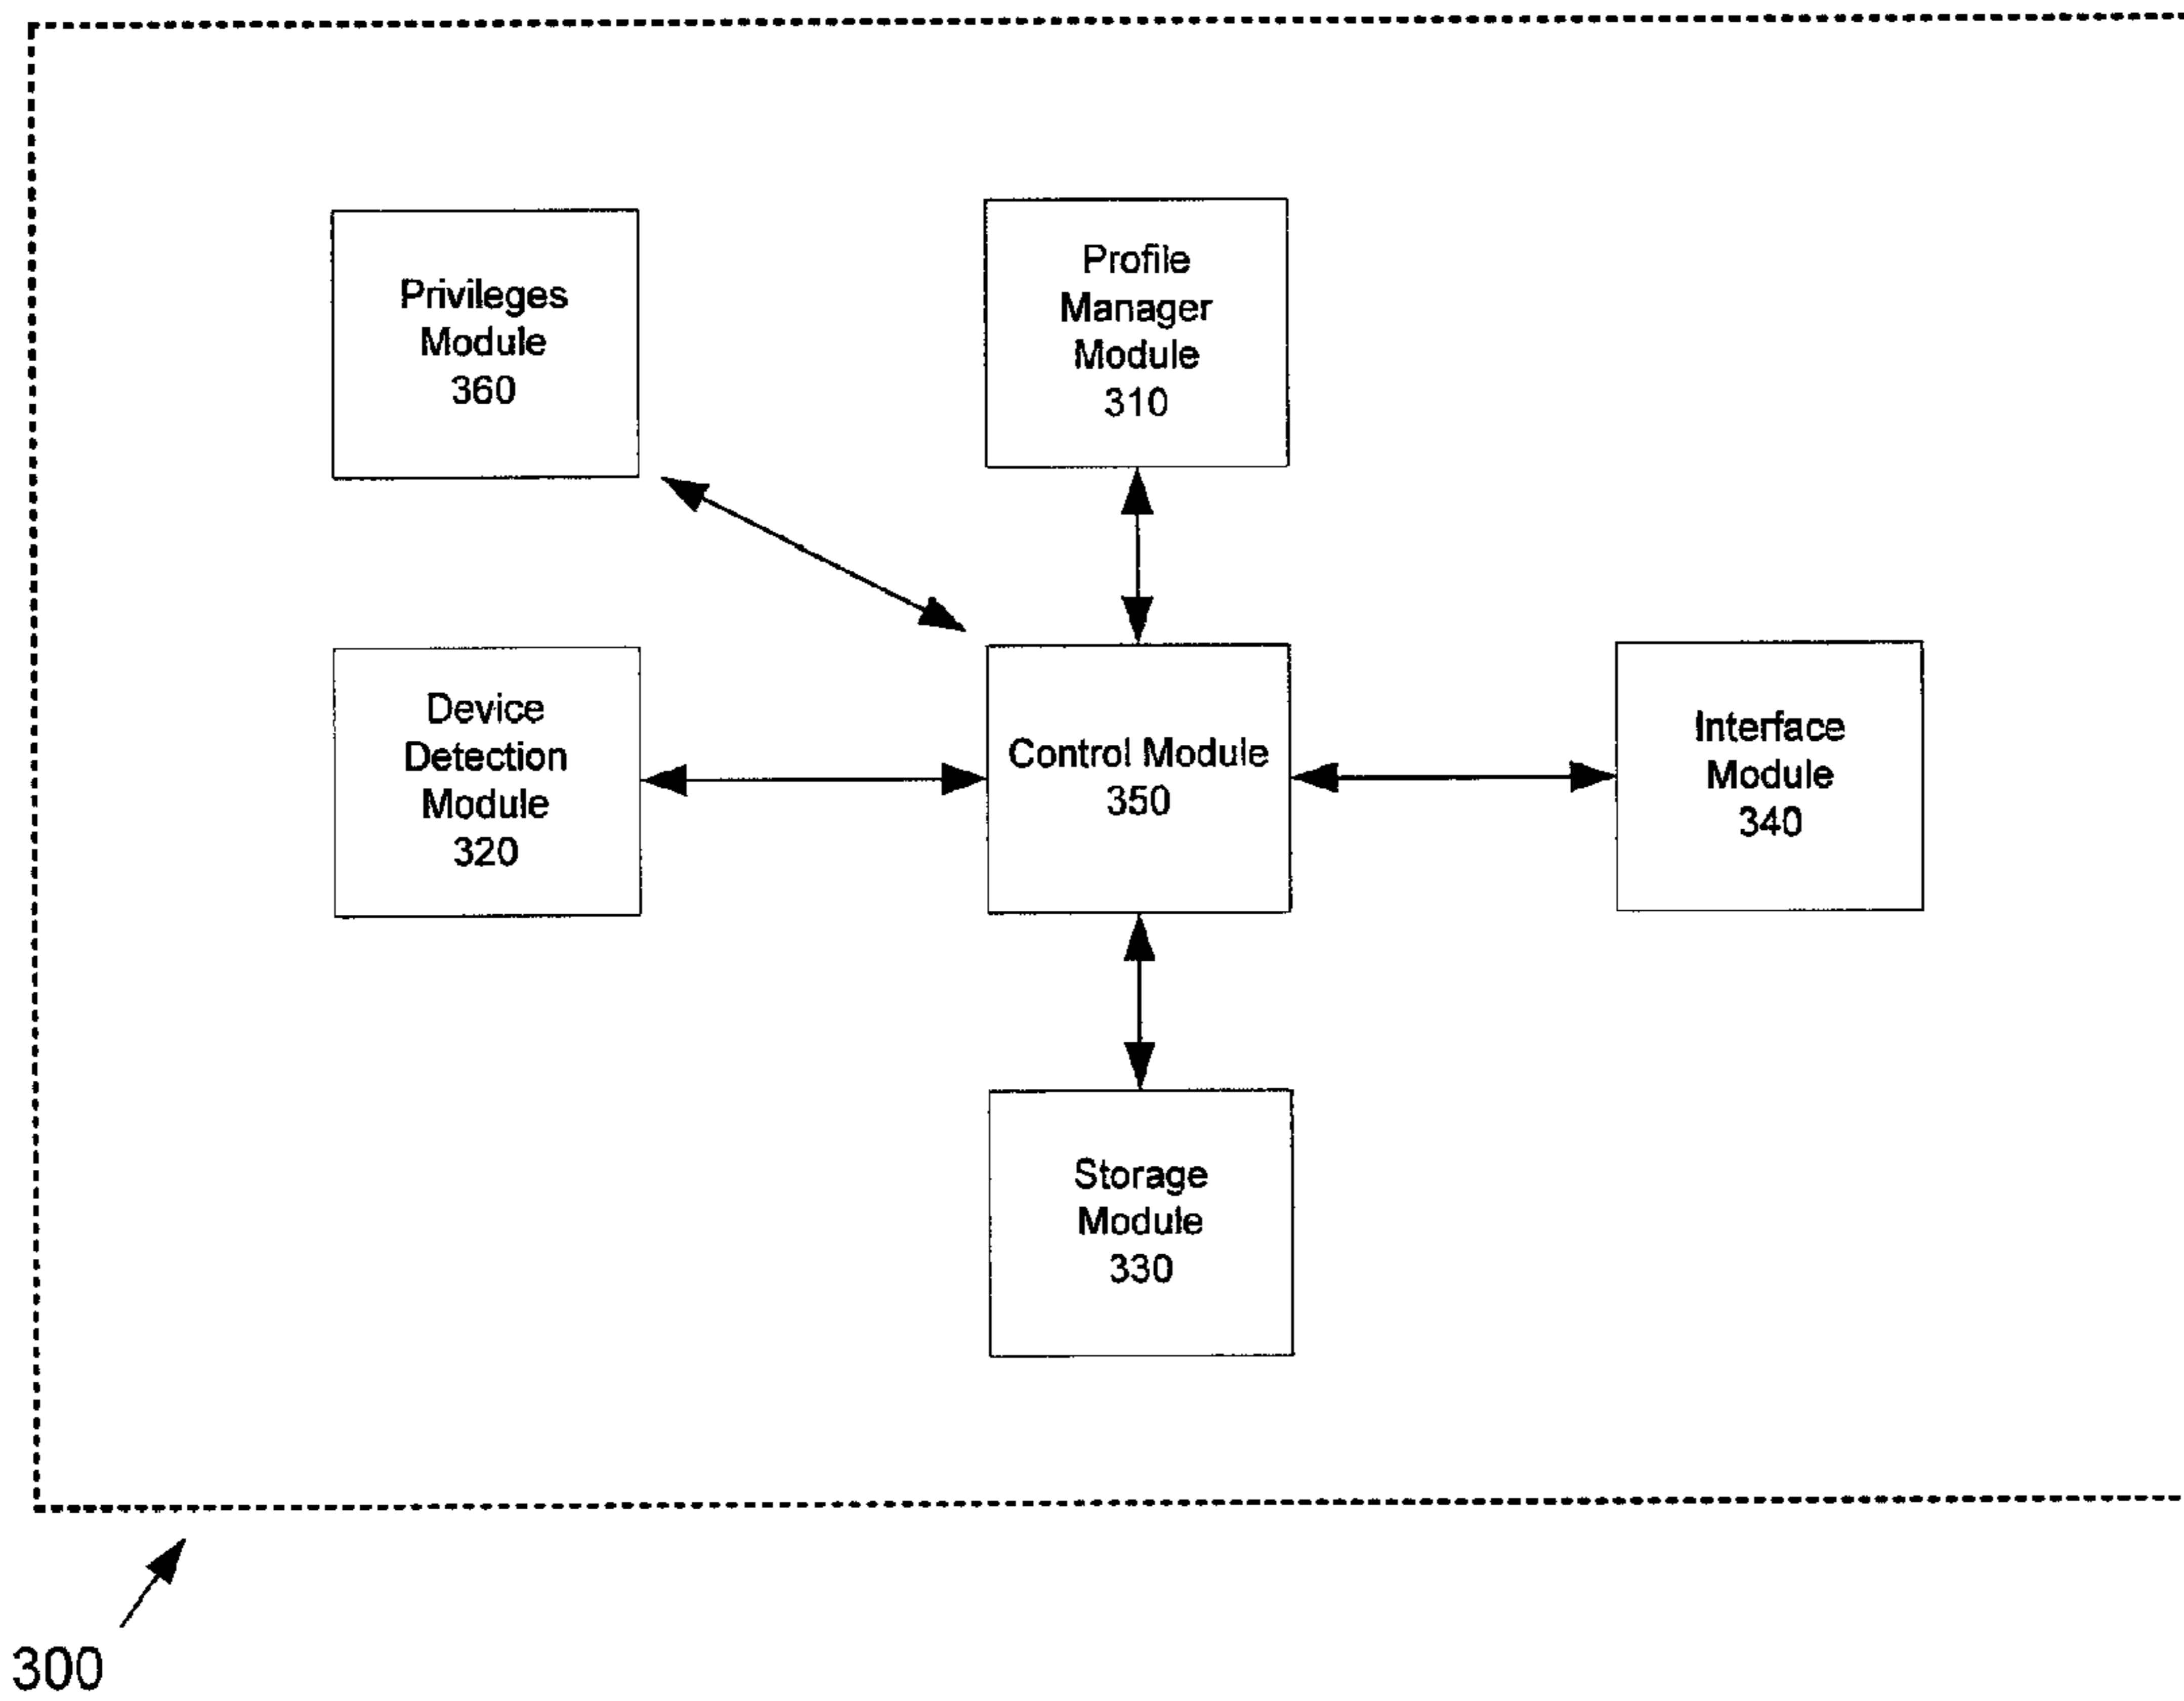 Privileges
Module
360
Profile
Manager
Module
310
Device
Detection
Module
320
Control Module
350
Interface
Module
340
Storage
Module
330
300